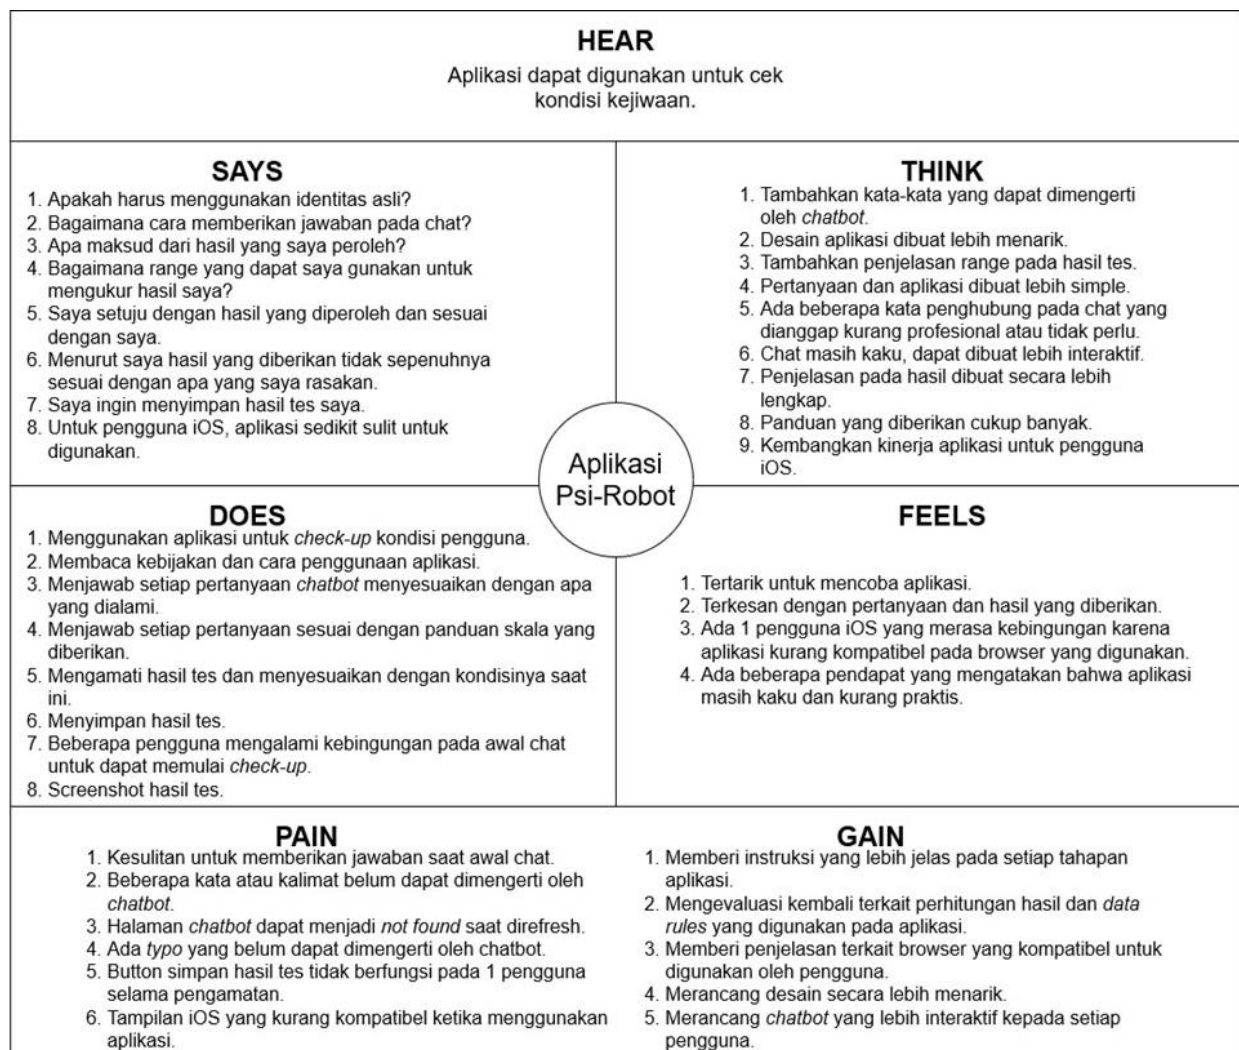 HEAR
Aplikasi dapat digunakan untuk cek
kondisi kejiwaan.
SAYS
1. Apakah harus menggunakan identitas asli?
2. Bagaimana cara memberikan jawaban pada chat?
3. Apa maksud dari hasil yang saya peroleh?
4. Bagaimana range yang dapat saya gunakan untuk
mengukur hasil saya?
5. Saya setuju dengan hasil yang diperoleh dan sesuai
dengan saya.
6. Menurut saya hasil yang diberikan tidak sepenuhnya
sesuai dengan apa yang saya rasakan.
7. Saya ingin menyimpan hasil tes saya.
8. Untuk pengguna iOS, aplikasi sedikit sulit untuk
digunakan.
THINK
1. Tambahkan kata-kata yang dapat dimengerti
oleh chatbot.
2. Desain aplikasi dibuat lebih menarik.
3. Tambahkan penjelasan range pada hasil tes.
4. Pertanyaan dan aplikasi dibuat lebih simple.
5. Ada beberapa kata penghubung pada chat yang
dianggap kurang profesional atau tidak perlu.
6. Chat masih kaku, dapat dibuat lebih interaktif.
7. Penjelasan pada hasil dibuat secara lebih
lengkap.
8. Panduan yang diberikan cukup banyak.
9. Kembangkan kinerja aplikasi untuk pengguna
iOS.
Aplikasi
Psi-Robot
DOES
1. Menggunakan aplikasi untuk check-up kondisi pengguna.
2. Membaca kebijakan dan cara penggunaan aplikasi.
3. Menjawab setiap pertanyaan chatbot menyesuaikan dengan apa
yang dialami.
4. Menjawab setiap pertanyaan sesuai dengan panduan skala yang
diberikan.
5. Mengamati hasil tes dan menyesuaikan dengan kondisinya saat
ini.
6. Menyimpan hasil tes.
7. Beberapa pengguna mengalami kebingungan pada awal chat
untuk dapat memulai check-up.
8. Screenshot hasil tes.
FEELS
1. Tertarik untuk mencoba aplikasi.
2. Terkesan dengan pertanyaan dan hasil yang diberikan.
3. Ada 1 pengguna iOS yang merasa kebingungan karena
aplikasi kurang kompatibel pada browser yang digunakan.
4. Ada beberapa pendapat yang mengatakan bahwa aplikasi
masih kaku dan kurang praktis.
PAIN
1. Kesulitan untuk memberikan jawaban saat awal chat.
2. Beberapa kata atau kalimat belum dapat dimengerti oleh
chatbot.
3. Halaman chatbot dapat menjadi not found saat direfresh.
4. Ada typo yang belum dapat dimengerti oleh chatbot.
5. Button simpan hasil tes tidak berfungsi pada 1 pengguna
selama pengamatan.
6. Tampilan iOS yang kurang kompatibel ketika menggunakan
aplikasi.
GAIN
1. Memberi instruksi yang lebih jelas pada setiap tahapan
aplikasi.
2. Mengevaluasi kembali terkait perhitungan hasil dan data
rules yang digunakan pada aplikasi.
3. Memberi penjelasan terkait browser yang kompatibel untuk
digunakan oleh pengguna.
4. Merancang desain secara lebih menarik.
5. Merancang chatbot yang lebih interaktif kepada setiap
pengguna.